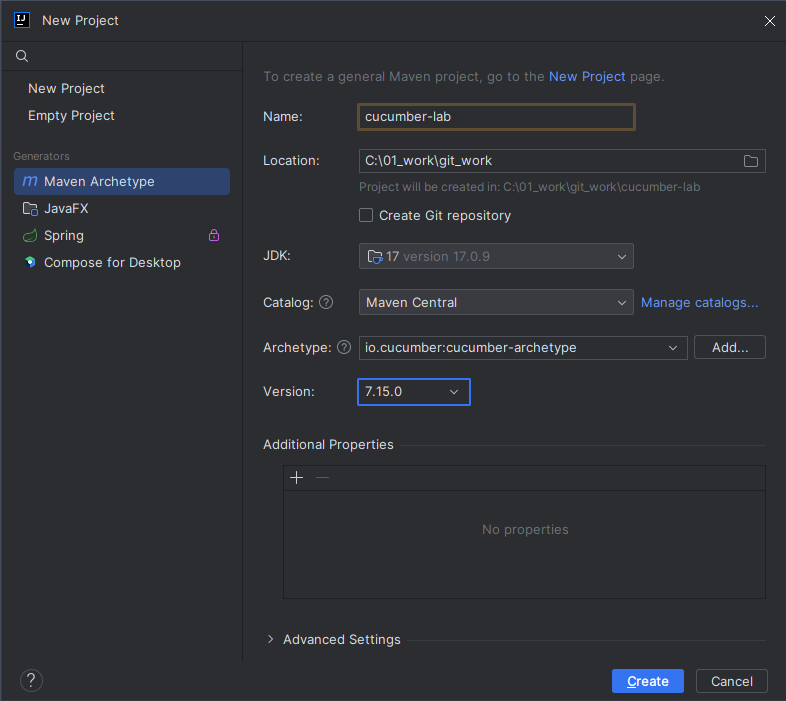 New Project
New Project
Empty Project
Generators
Maven Archetype
JavaFX
Spring
Compose for Desktop
To create a general Maven project, go to the New Project page.
Name: cucumber-lab
Location: C:\01_work\git_work
Project will be created in: C:\01_work\git_work\cucumber-lab
Create Git repository
JDK: 17 version 17.0.9
Catalog: ? Maven Central Manage catalogs...
Archetype: ? io.cucumber:cucumber-archetype Add...
Version: 7.15.0
Additional Properties
No properties
Advanced Settings
? Create Cancel